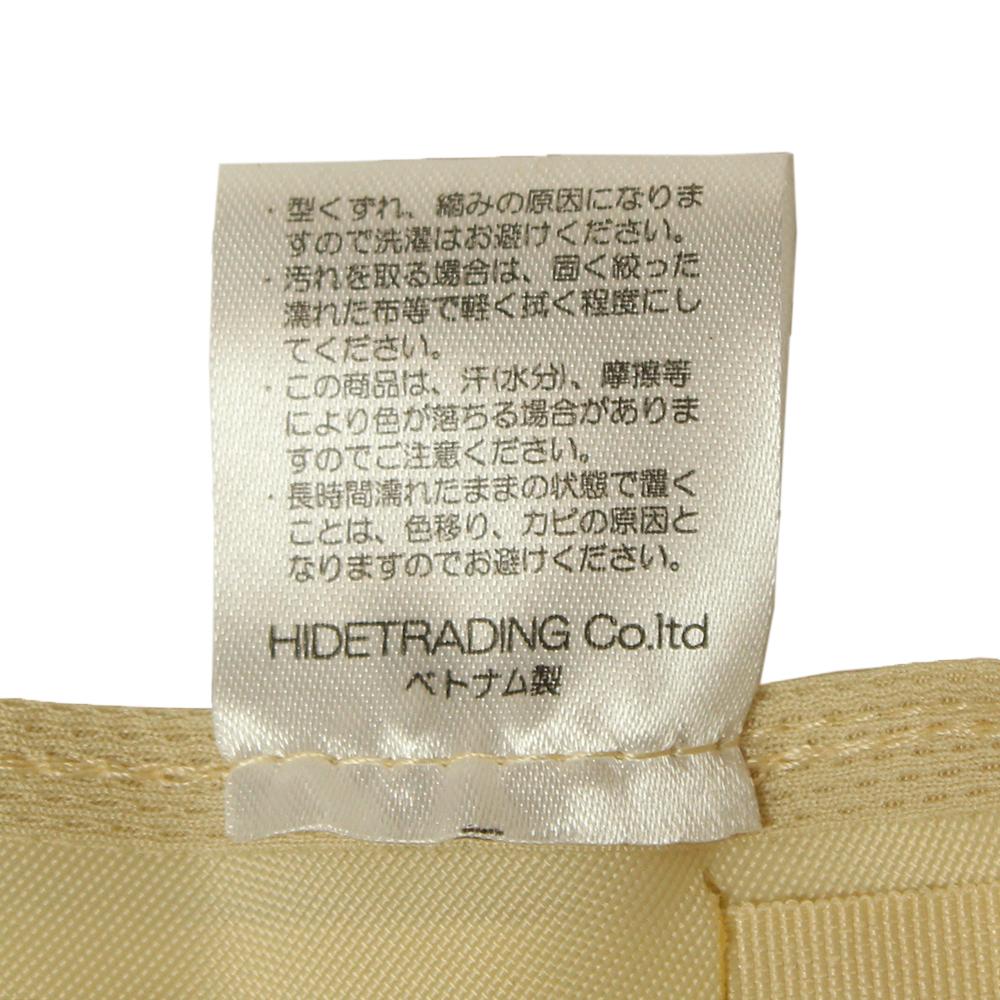 ・型くずれ、縮みの原因になりま
すので洗濯はお避けください。
・汚れを取る場合は、固く絞った
濡れた布等で軽く拭く程度にし
てください。
・この商品は、汗(水分)、摩擦等
により色が落ちる場合がありま
すのでご注意ください。
・長時間濡れたままの状態で置く
ことは、色移り、カビの原因と
なりますのでお避けください。
HIDETRADING Co.ltd
ベトナム製